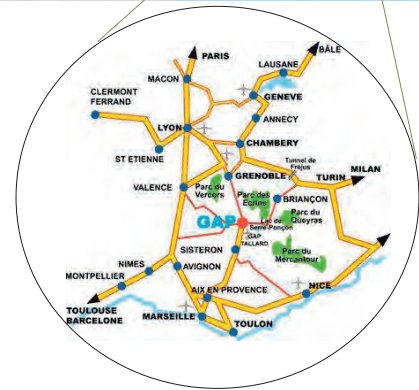 PARIS
BÂLE
LAUSANE
MACON
CLERMONT
FERRAND
GENEVE
ANNECY
LYON
CHAMBERY
ST ETIENNE
Tunnel de
Fréjus
GRENOBLE
MILAN
TURIN
VALENCE
Parc du
Vercors
Parc des
Ecrins
BRIANÇON
GAP
Lac de
Serre-Ponçon
Parc du
Queyras
GAP
TALLARD
SISTERON
Parc du
Mercantour
NIMES
AVIGNON
MONTPELLIER
AIX EN PROVENCE
NICE
TOULOUSE
BARCELONE
MARSEILLE
TOULON